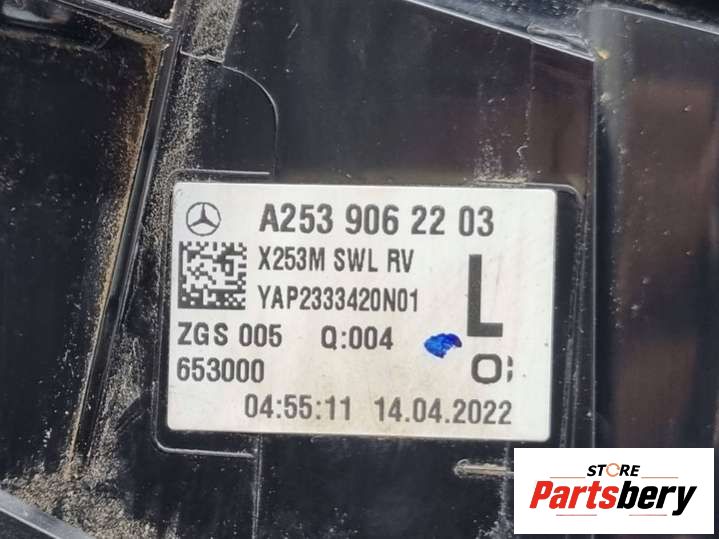 A253 906 22 03
X253M SWL RV
YAP2333420N01
L
ZGS 005 Q:004
653000
04:55:11 14.04.2022
STORE
Partsbery